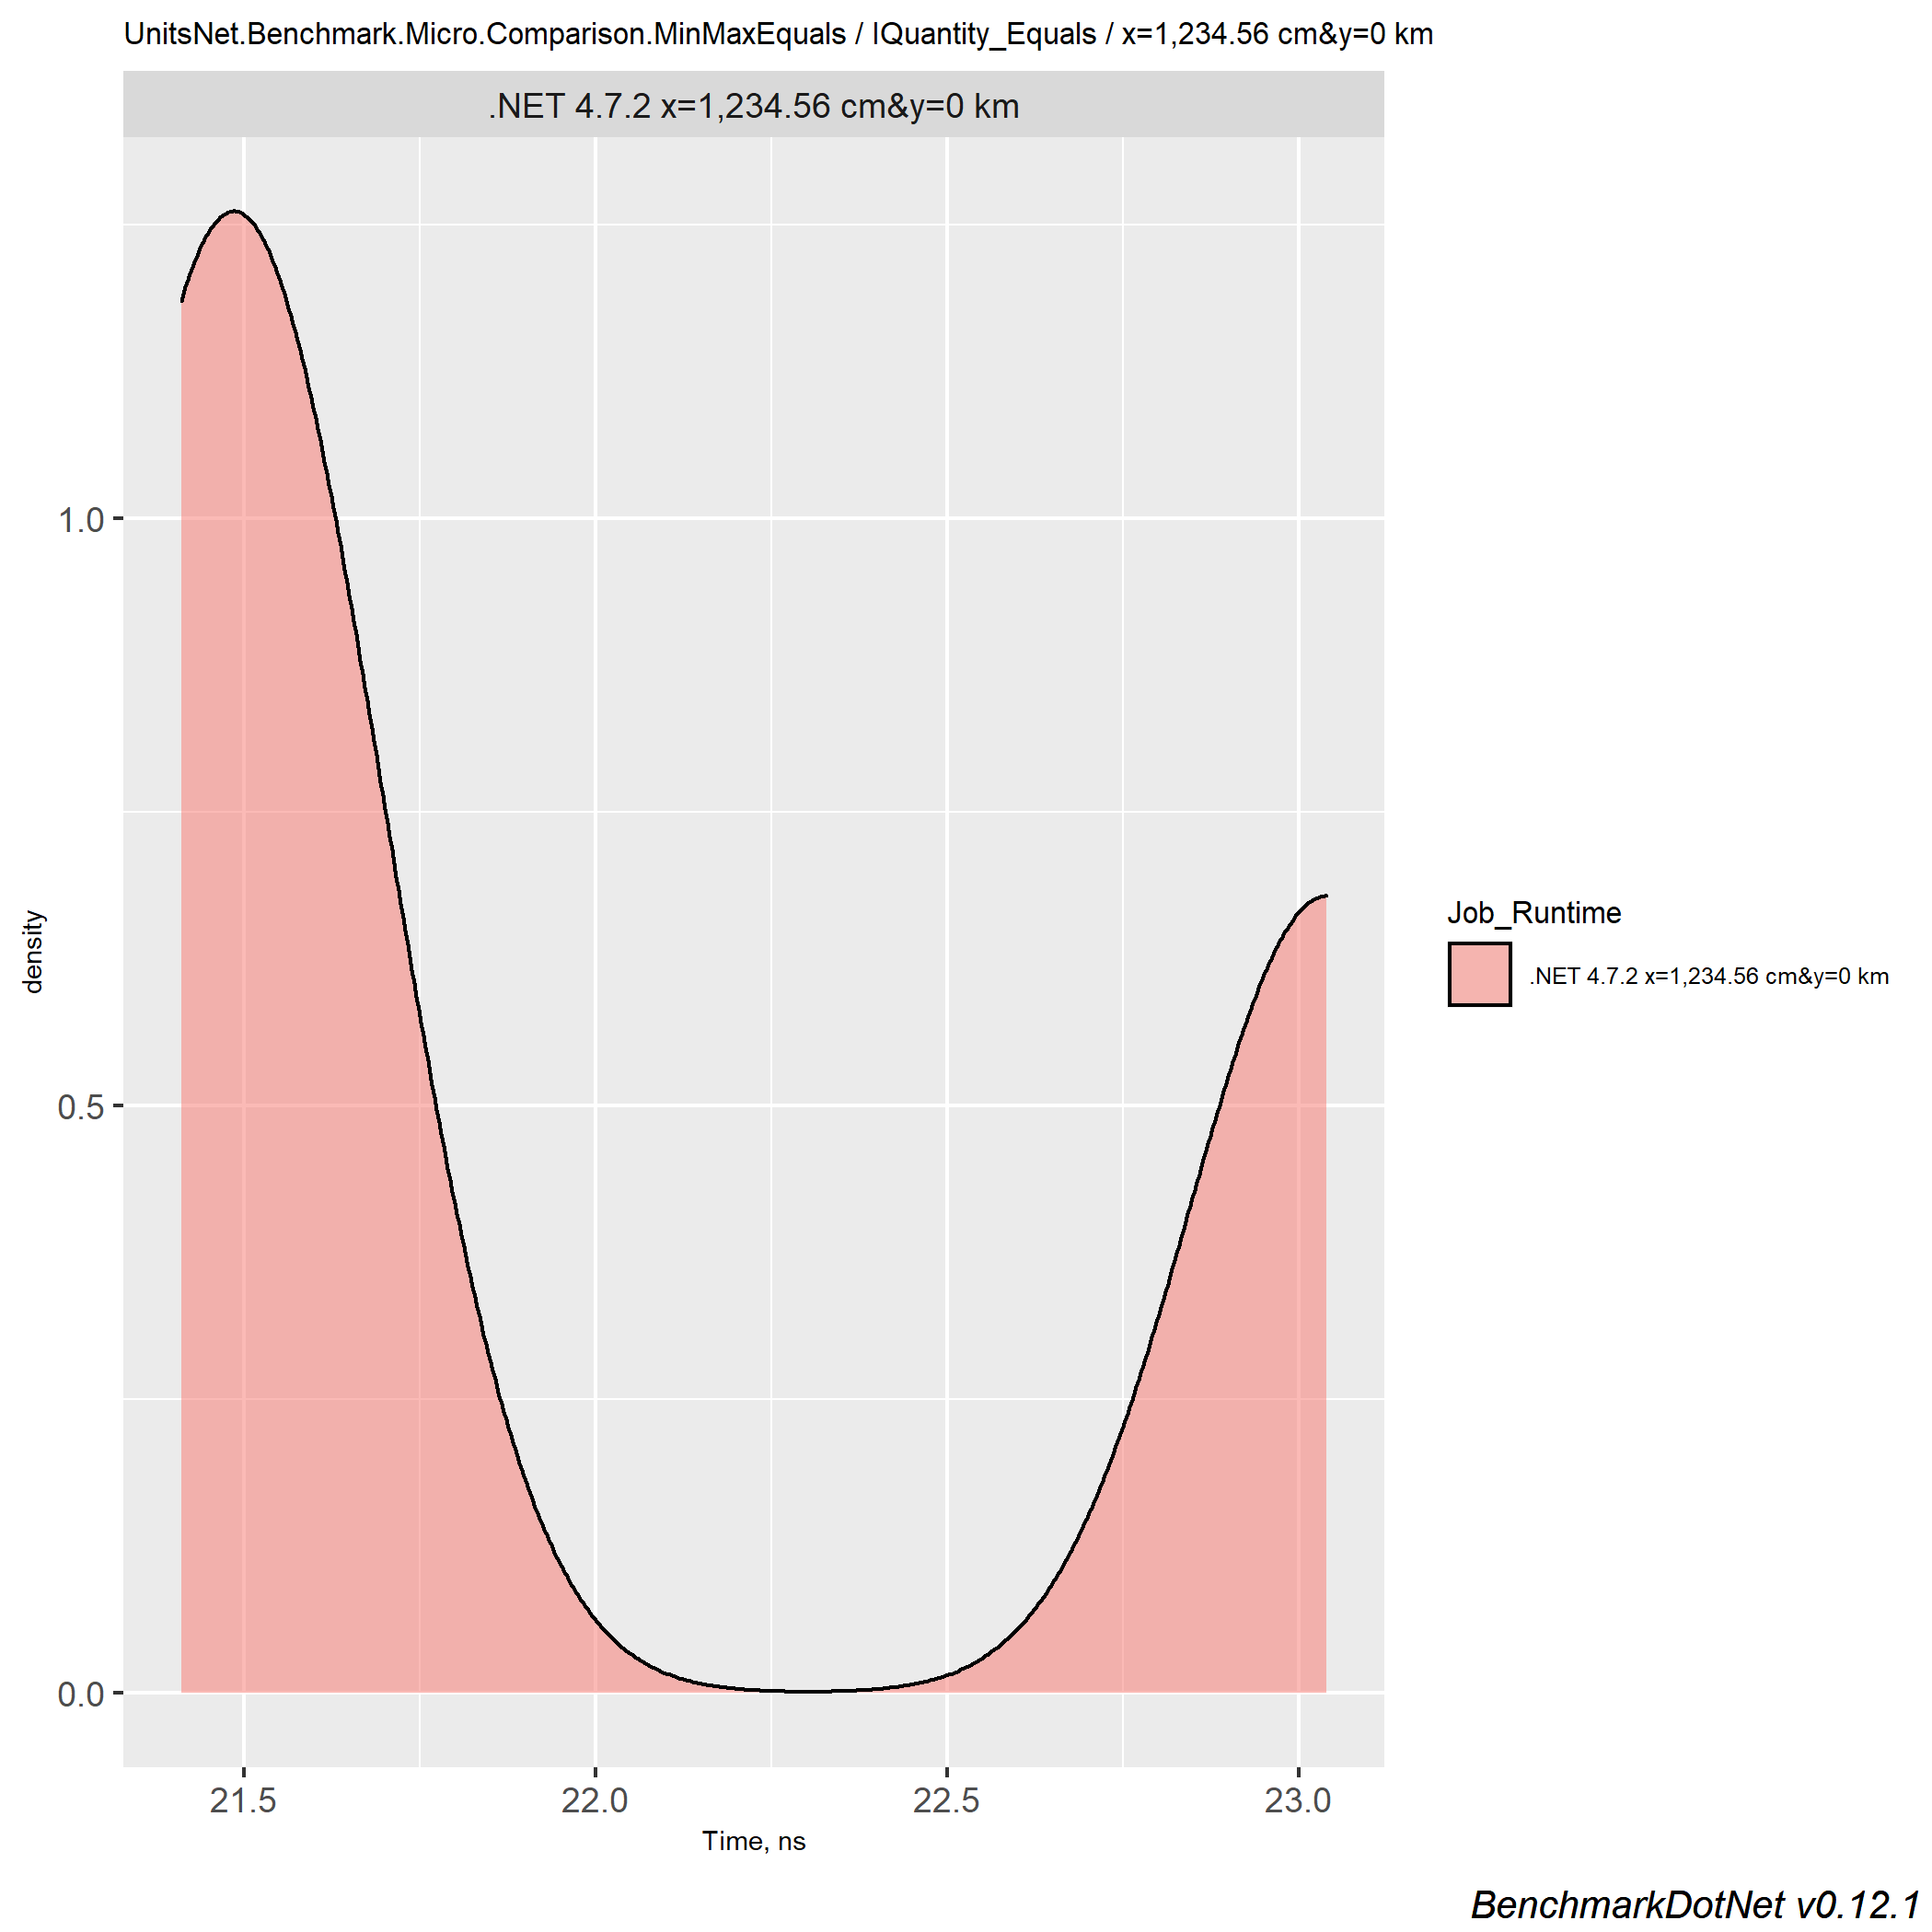 UnitsNet.Benchmark.Micro.Comparison.MinMaxEquals / IQuantity_Equals / x=1,234.56 cm&y=0 km
.NET 4.7.2 x=1,234.56 cm&y=0 km
1.0
0.5
0.0
density
21.5 22.0 22.5 23.0
Time, ns
Job_Runtime
.NET 4.7.2 x=1,234.56 cm&y=0 km
BenchmarkDotNet v0.12.1